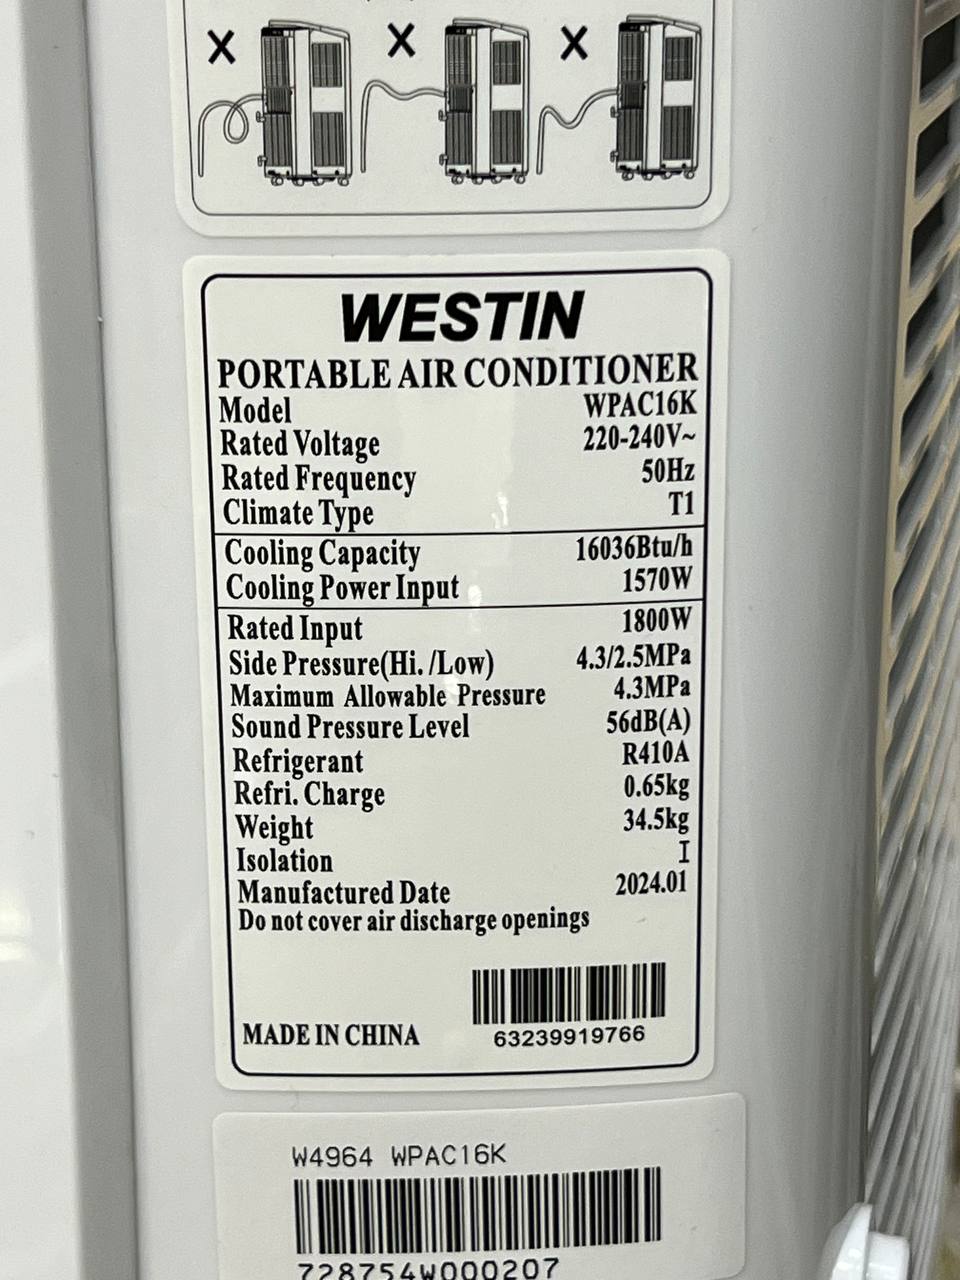 X X X
WESTIN
PORTABLE AIR CONDITIONER
Model WPAC16K
Rated Voltage 220-240V~
Rated Frequency 50Hz
Climate Type T1
Cooling Capacity 16036Btu/h
Cooling Power Input 1570W
Rated Input 1800W
Side Pressure(Hi. /Low) 4.3/2.5MPa
Maximum Allowable Pressure 4.3MPa
Sound Pressure Level 56dB(A)
Refrigerant R410A
Refri. Charge 0.65kg
Weight 34.5kg
Isolation I
Manufactured Date 2024.01
Do not cover air discharge openings
MADE IN CHINA 63239919766
W4964 WPAC16K
728754W000207